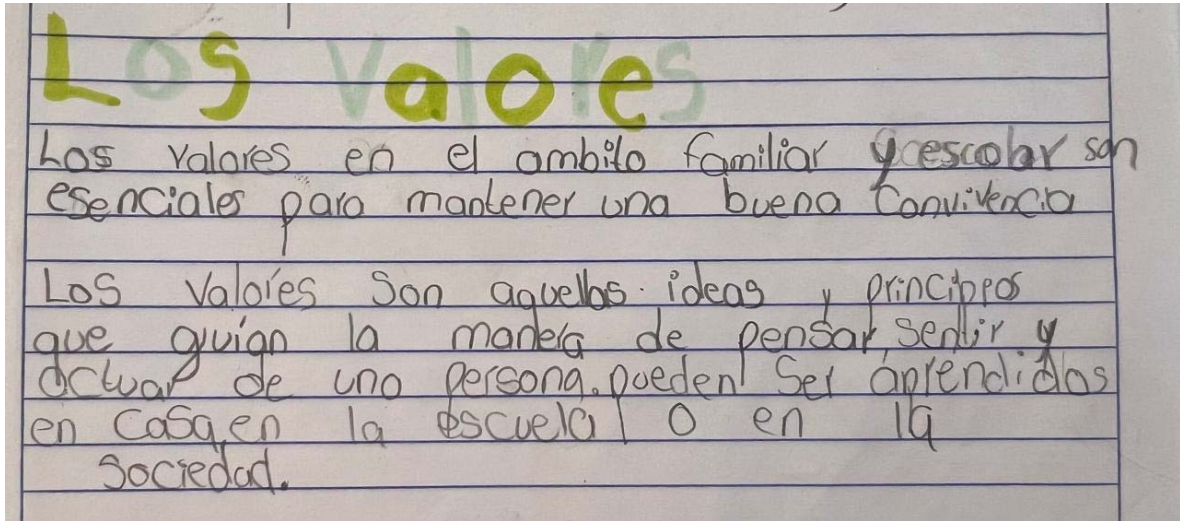 Los Valores
Los valores en el ambito familiar y escolar son
esenciales para mantener una buena Convivencia
Los Valores Son aquellas ideas y principios
que guian la manera de pensar, sentir y
actuar de una persona. pueden Ser aprendidos
en casa, en la escuela o en la
Sociedad.